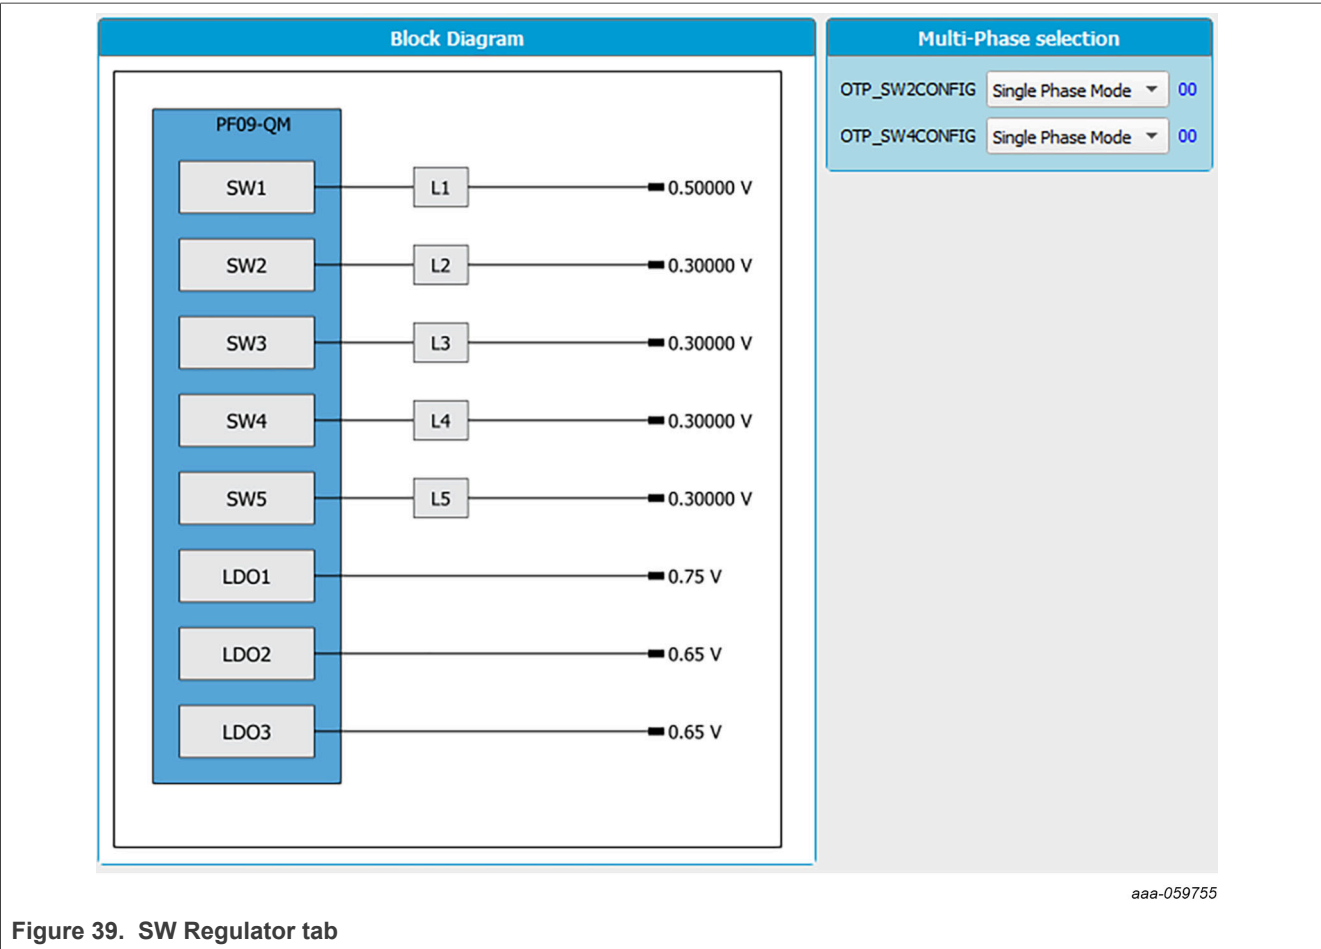 Block Diagram
PF09-QM
SW1 L1 0.50000 V
SW2 L2 0.30000 V
SW3 L3 0.30000 V
SW4 L4 0.30000 V
SW5 L5 0.30000 V
LDO1 0.75 V
LDO2 0.65 V
LDO3 0.65 V
Multi-Phase selection
OTP_SW2CONFIG Single Phase Mode 00
OTP_SW4CONFIG Single Phase Mode 00
aaa-059755
Figure 39. SW Regulator tab